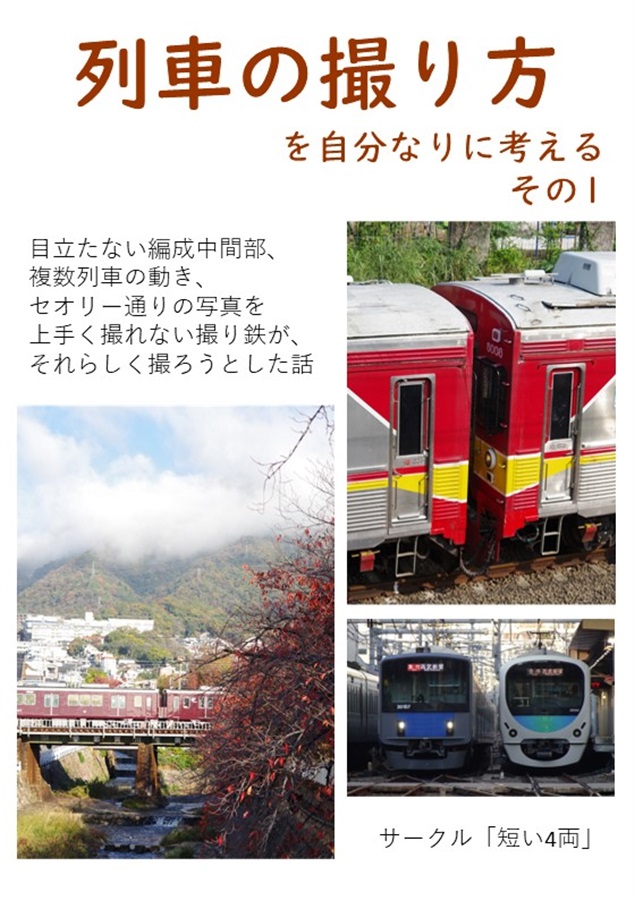 列車の撮り方
を自分なりに考える
その1
目立たない編成中間部、
複数列車の動き、
セオリー通りの写真を
上手く撮れない撮り鉄が、
それらしく撮ろうとした話
サークル「短い4両」